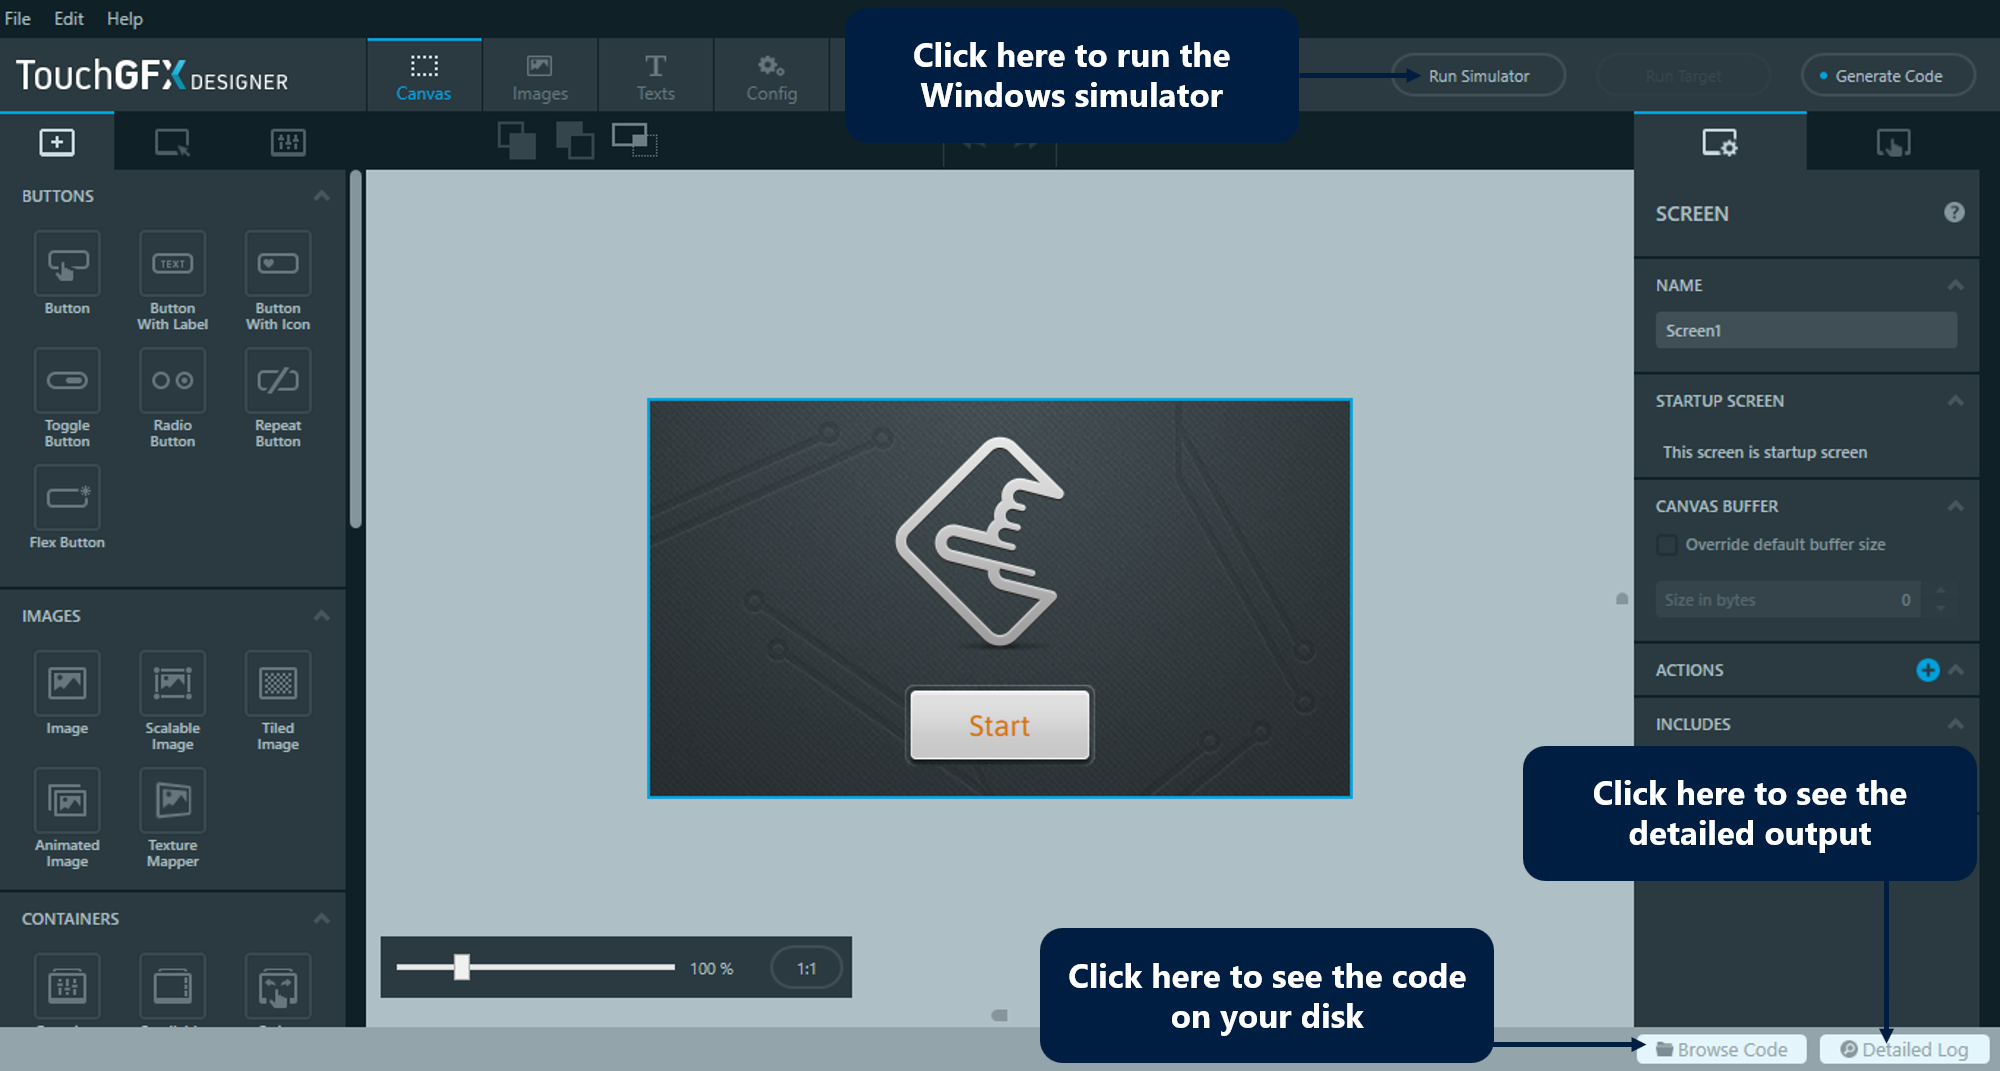 File Edit Help
TouchGFX DESIGNER
Canvas
Images
Texts
Config
Click here to run the
Windows simulator
Run Simulator
Run Target
Generate Code
BUTTONS
Button
Button
With Label
TEXT
Button
With Icon
Toggle
Button
Radio
Button
Repeat
Button
Flex Button
IMAGES
Image
Scalable
Image
Tiled
Image
Animated
Image
Texture
Mapper
CONTAINERS
Start
100 %
1:1
SCREEN
?
NAME
Screen1
STARTUP SCREEN
This screen is startup screen
CANVAS BUFFER
Override default buffer size
Size in bytes 0
ACTIONS
INCLUDES
Click here to see the
detailed output
Click here to see the code
on your disk
Browse Code
Detailed Log